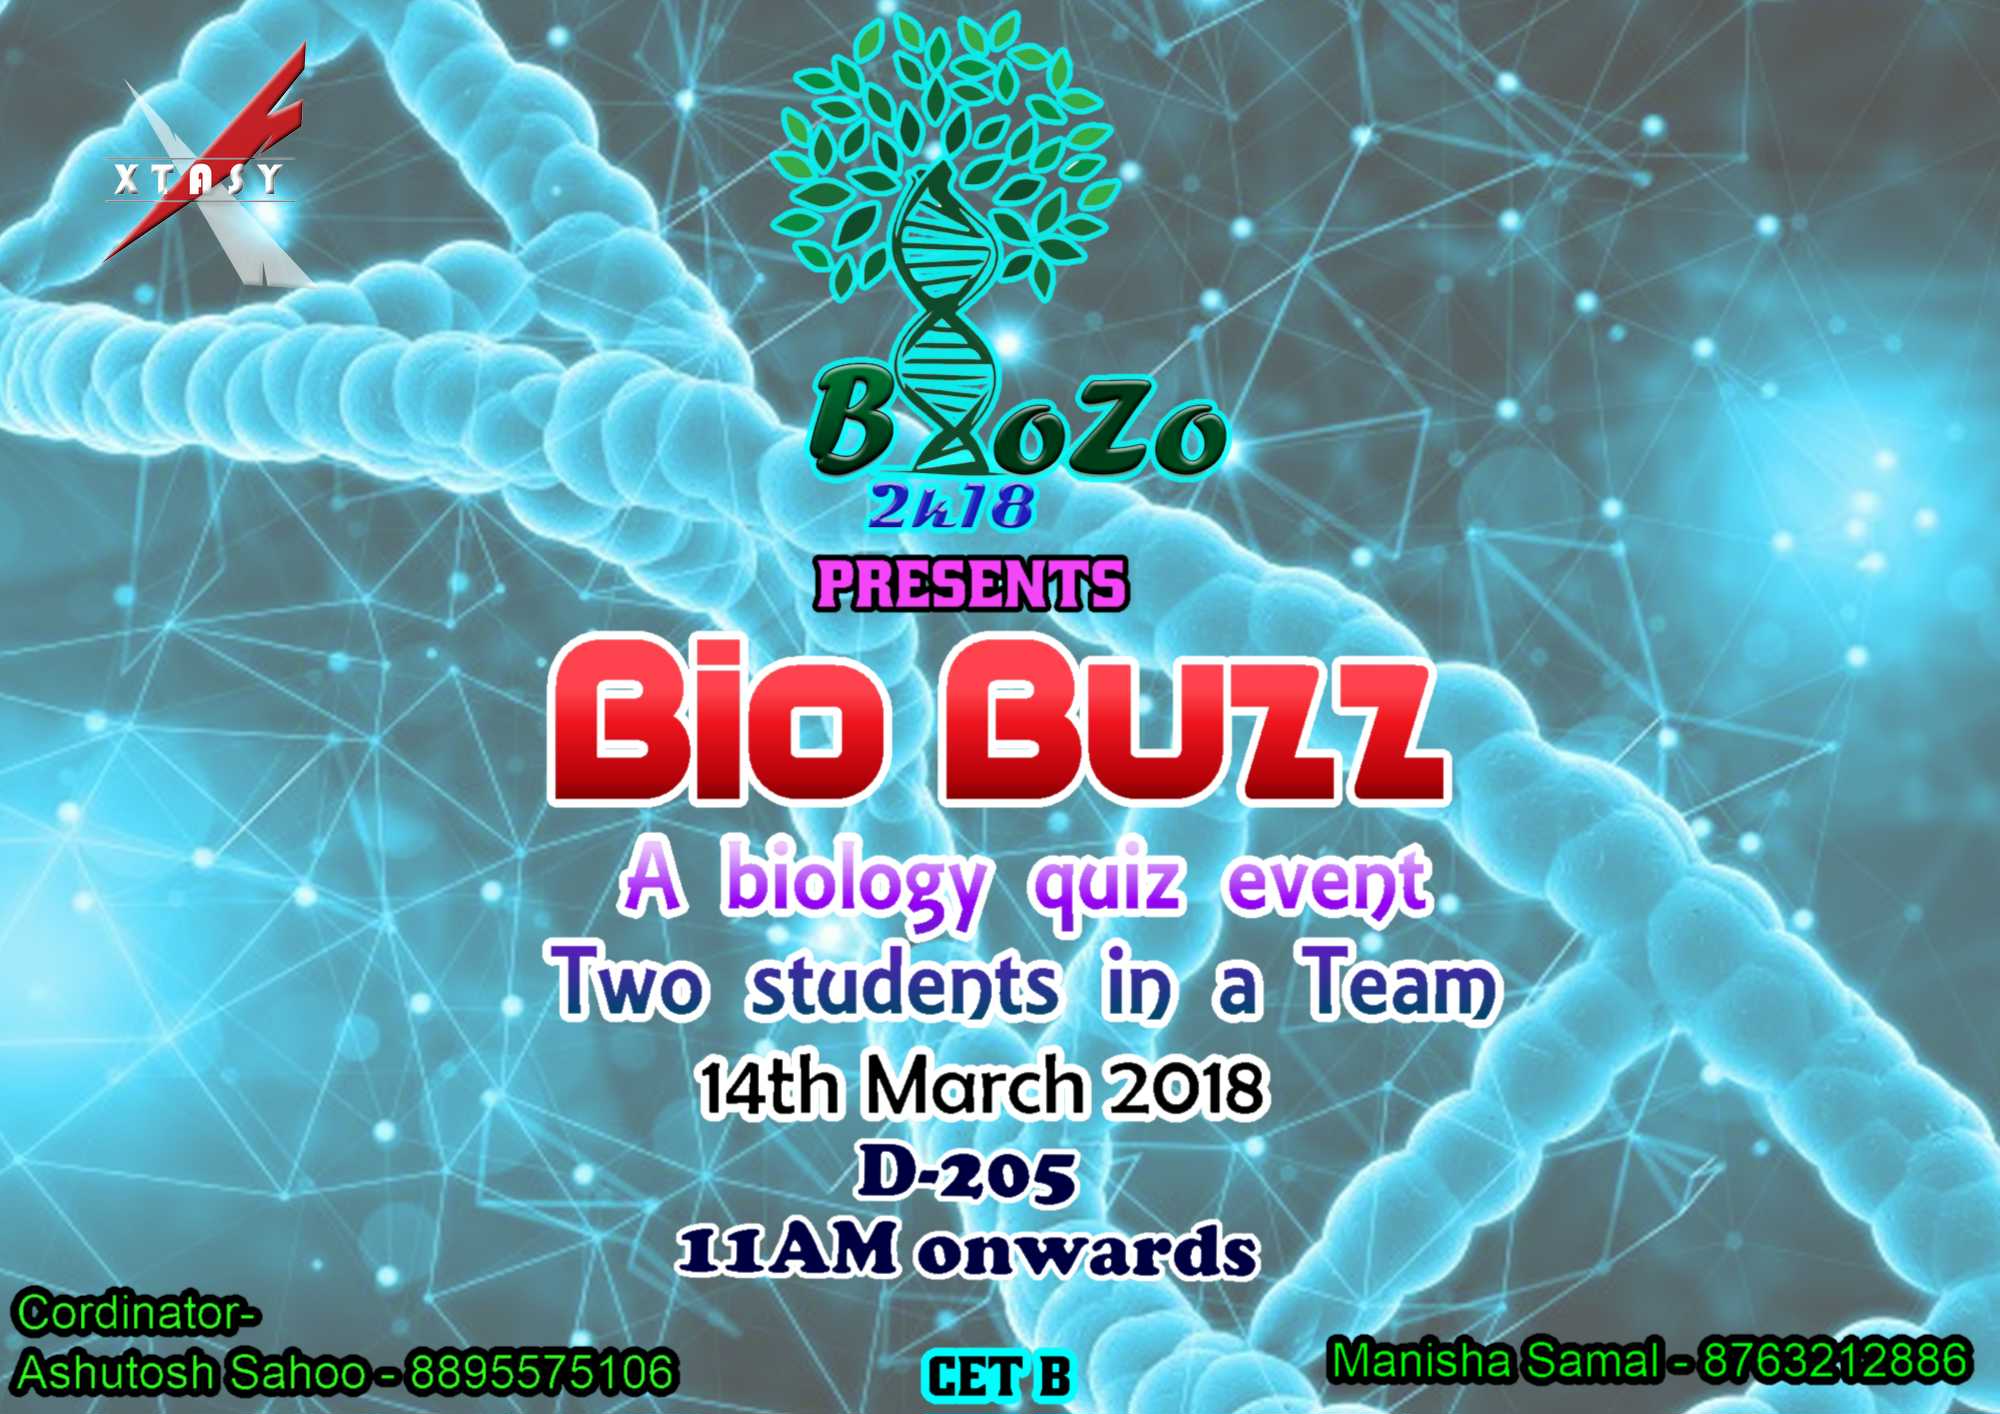 XTASY
BioZo
2k18
PRESENTS
Bio Buzz
A biology quiz event
Two students in a Team
14th March 2018
D-205
11AM onwards
Cordinator-
Ashutosh Sahoo - 8895575106
CET B
Manisha Samal - 8763212886